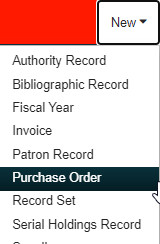 New
Authority Record
Bibliographic Record
Fiscal Year
Invoice
Patron Record
Purchase Order
Record Set
Serial Holdings Record